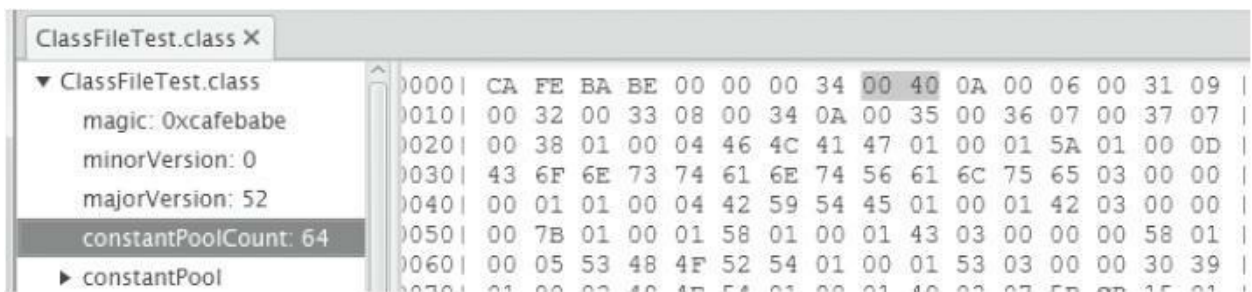 ClassFileTest.class ×
▼ ClassFileTest.class
magic: 0xcafebabe
minorVersion: 0
majorVersion: 52
constantPoolCount: 64
▶ constantPool
0000| CA FE BA BE 00 00 00 34 00 40 0A 00 06 00 31 09 |
0010| 00 32 00 33 08 00 34 0A 00 35 00 36 07 00 37 07 |
0020| 00 38 01 00 04 46 4C 41 47 01 00 01 5A 01 00 0D |
0030| 43 6F 6E 73 74 61 6E 74 56 61 6C 75 65 03 00 00 |
0040| 00 01 01 00 04 42 59 54 45 01 00 01 42 03 00 00 |
0050| 00 7B 01 00 01 58 01 00 01 43 03 00 00 00 58 01 |
0060| 00 05 53 48 4F 52 54 01 00 01 53 03 00 00 30 39 |